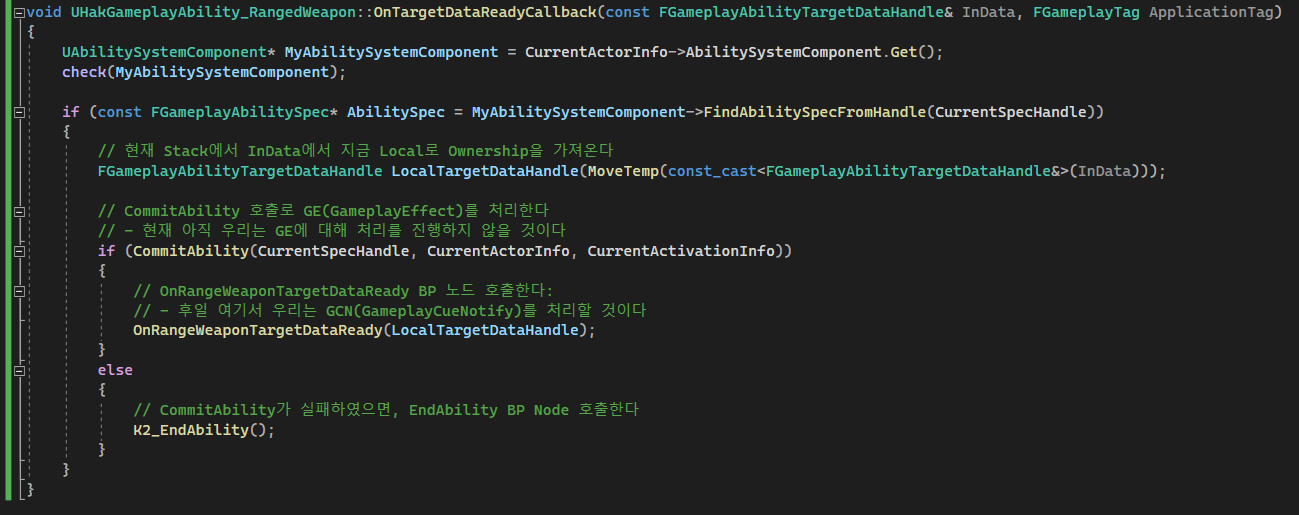 void UHakGameplayAbility_RangedWeapon::OnTargetDataReadyCallback(const FGameplayAbilityTargetDataHandle& InData, FGameplayTag ApplicationTag)
{
    UAbilitySystemComponent* MyAbilitySystemComponent = CurrentActorInfo->AbilitySystemComponent.Get();
    check(MyAbilitySystemComponent);

    if (const FGameplayAbilitySpec* AbilitySpec = MyAbilitySystemComponent->FindAbilitySpecFromHandle(CurrentSpecHandle))
    {
        // 현재 Stack에서 InData에서 지금 Local로 Ownership을 가져온다
        FGameplayAbilityTargetDataHandle LocalTargetDataHandle(MoveTemp(const_cast<FGameplayAbilityTargetDataHandle&>(InData)));

        // CommitAbility 호출로 GE(GameplayEffect)를 처리한다
        // - 현재 아직 우리는 GE에 대해 처리를 진행하지 않을 것이다
        if (CommitAbility(CurrentSpecHandle, CurrentActorInfo, CurrentActivationInfo))
        {
            // OnRangeWeaponTargetDataReady BP 노드 호출한다:
            // - 후일 여기서 우리는 GCN(GameplayCueNotify)를 처리할 것이다
            OnRangeWeaponTargetDataReady(LocalTargetDataHandle);
        }
        else
        {
            // CommitAbility가 실패하였으면, EndAbility BP Node 호출한다
            K2_EndAbility();
        }
    }
}